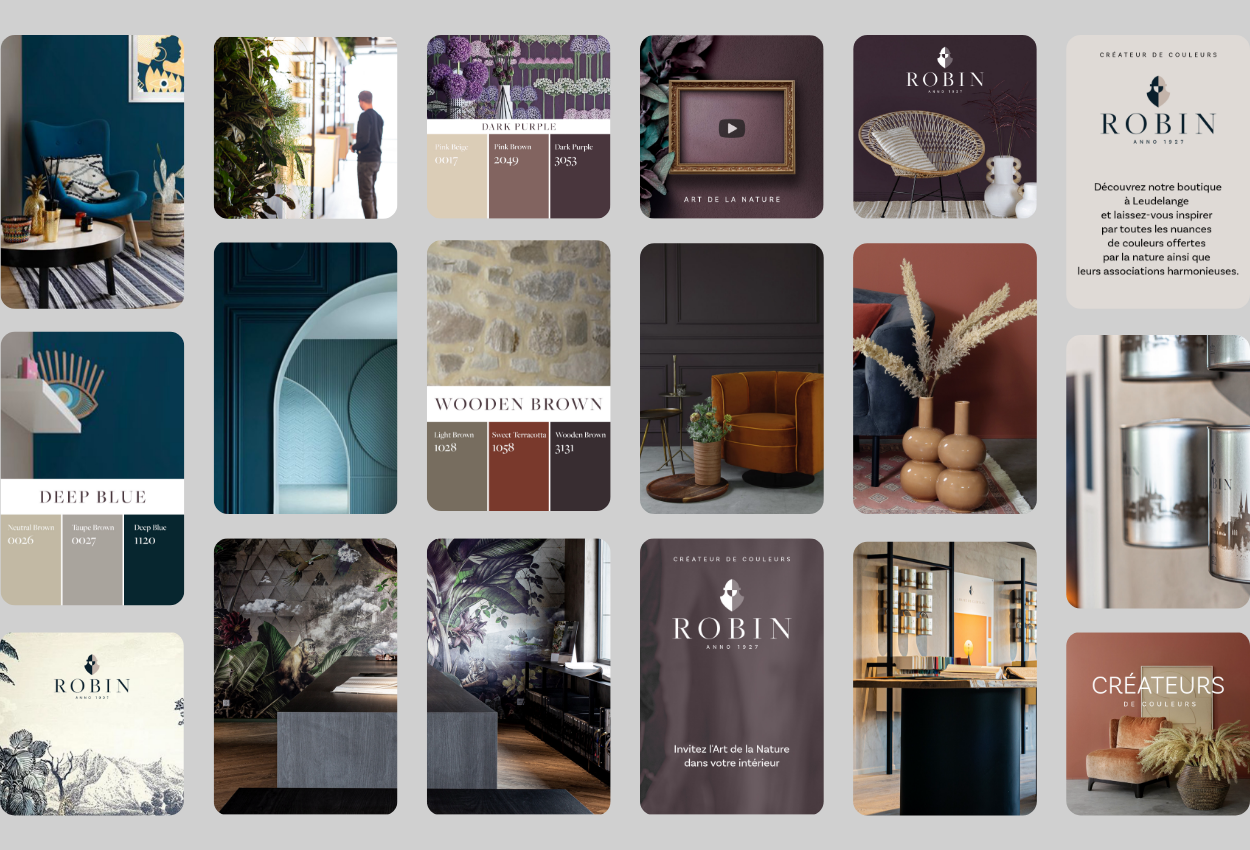 DEEP BLUE
Neutral Brown
0026
Taupe Brown
0027
Deep Blue
1120
ROBIN
ANNO 1927
DARK PURPLE
Pink Beige
0017
Pink Brown
2049
Dark Purple
3053
WOODEN BROWN
Light Brown
1028
Sweet Terracotta
1058
Wooden Brown
3131
ART DE LA NATURE
CRÉATEUR DE COULEURS
ROBIN
ANNO 1927
Invitez l'Art de la Nature
dans votre intérieur
ROBIN
ANNO 1927
CRÉATEUR DE COULEURS
ROBIN
ANNO 1927
Découvrez notre boutique
à Leudelange
et laissez-vous inspirer
par toutes les nuances
de couleurs offertes
par la nature ainsi que
leurs associations harmonieuses.
CRÉATEURS
DE COULEURS